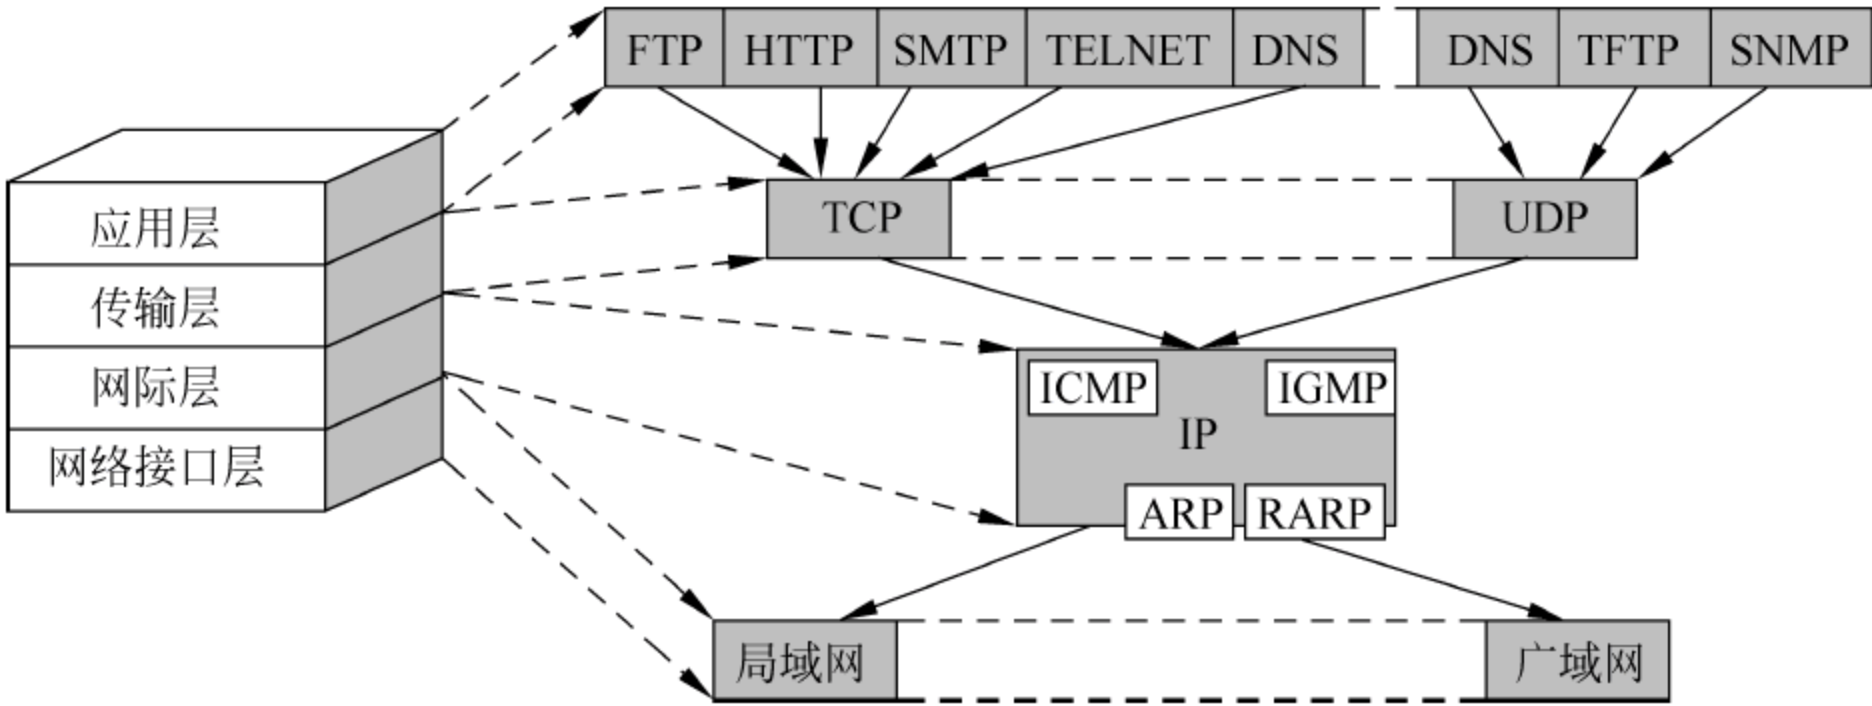 FTP HTTP SMTP TELNET DNS DNS TFTP SNMP
应用层
传输层
网际层
网络接口层
TCP UDP
ICMP IGMP
IP
ARP RARP
局域网 广域网